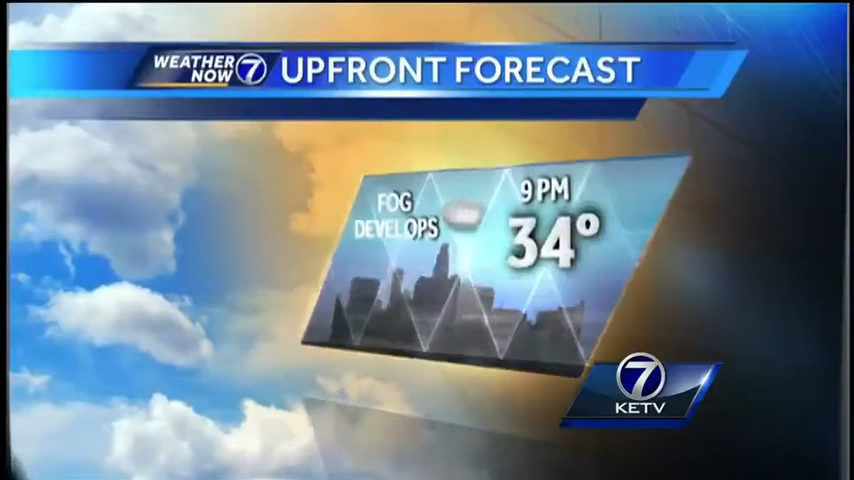 WEATHER
NOW 7
UPFRONT FORECAST
FOG
DEVELOPS
9 PM
34°
7
KETV